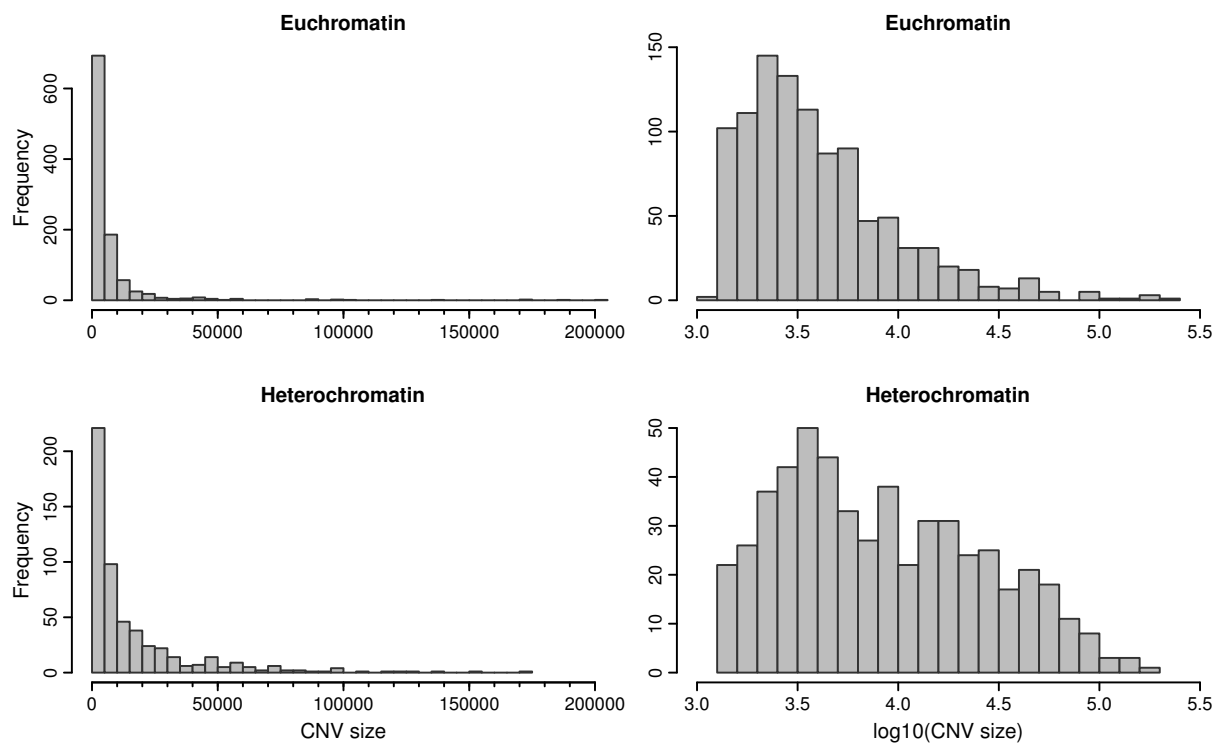 Euchromatin
Frequency
0 200 400 600
0 50000 100000 150000 200000
Euchromatin
0 50 100 150
3.0 3.5 4.0 4.5 5.0 5.5
Heterochromatin
Frequency
0 50 100 150 200
0 50000 100000 150000 200000
CNV size
Heterochromatin
0 10 20 30 40 50
3.0 3.5 4.0 4.5 5.0 5.5
log10(CNV size)